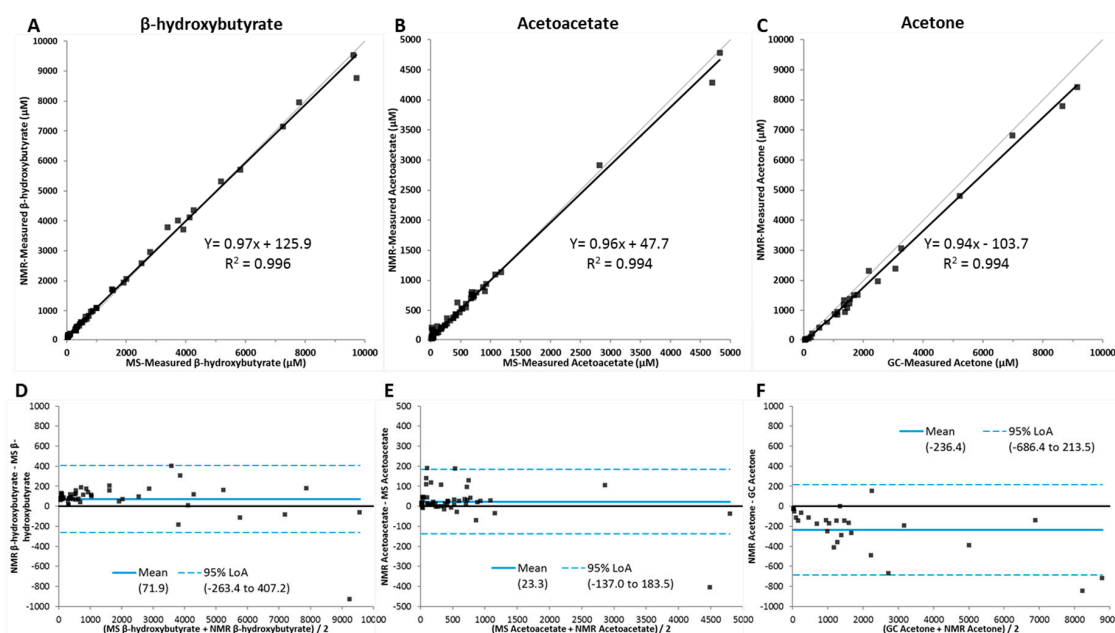 A
β-hydroxybutyrate
B
Acetoacetate
C
Acetone
NMR-Measured β-hydroxybutyrate (µM)
10000
9000
8000
7000
6000
5000
4000
3000
2000
1000
0
Y= 0.97x + 125.9
R² = 0.996
0 2000 4000 6000 8000 10000
MS-Measured β-hydroxybutyrate (µM)
NMR-Measured Acetoacetate (µM)
5000
4500
4000
3500
3000
2500
2000
1500
1000
500
0
Y= 0.96x + 47.7
R² = 0.994
0 500 1000 1500 2000 2500 3000 3500 4000 4500 5000
MS-Measured Acetoacetate (µM)
NMR-Measured Acetone (µM)
10000
9000
8000
7000
6000
5000
4000
3000
2000
1000
0
Y= 0.94x - 103.7
R² = 0.994
0 2000 4000 6000 8000 10000
GC-Measured Acetone (µM)
D
NMR β-hydroxybutyrate - MS β-
hydroxybutyrate
1000
800
600
400
200
0
-200
-400
-600
-800
-1000
Mean 95% LoA
(71.9) (-263.4 to 407.2)
0 1000 2000 3000 4000 5000 6000 7000 8000 9000 10000
(MS β-hydroxybutyrate + NMR β-hydroxybutyrate) / 2
E
NMR Acetoacetate - MS Acetoacetate
500
400
300
200
100
0
-100
-200
-300
-400
-500
Mean 95% LoA
(23.3) (-137.0 to 183.5)
0 1000 2000 3000 4000 5000
(MS Acetoacetate + NMR Acetoacetate) / 2
F
NMR Acetone - GC Acetone
1000
800
600
400
200
0
-200
-400
-600
-800
-1000
Mean 95% LoA
(-236.4) (-686.4 to 213.5)
0 2000 4000 6000 8000
(GC Acetone + NMR Acetone) / 2